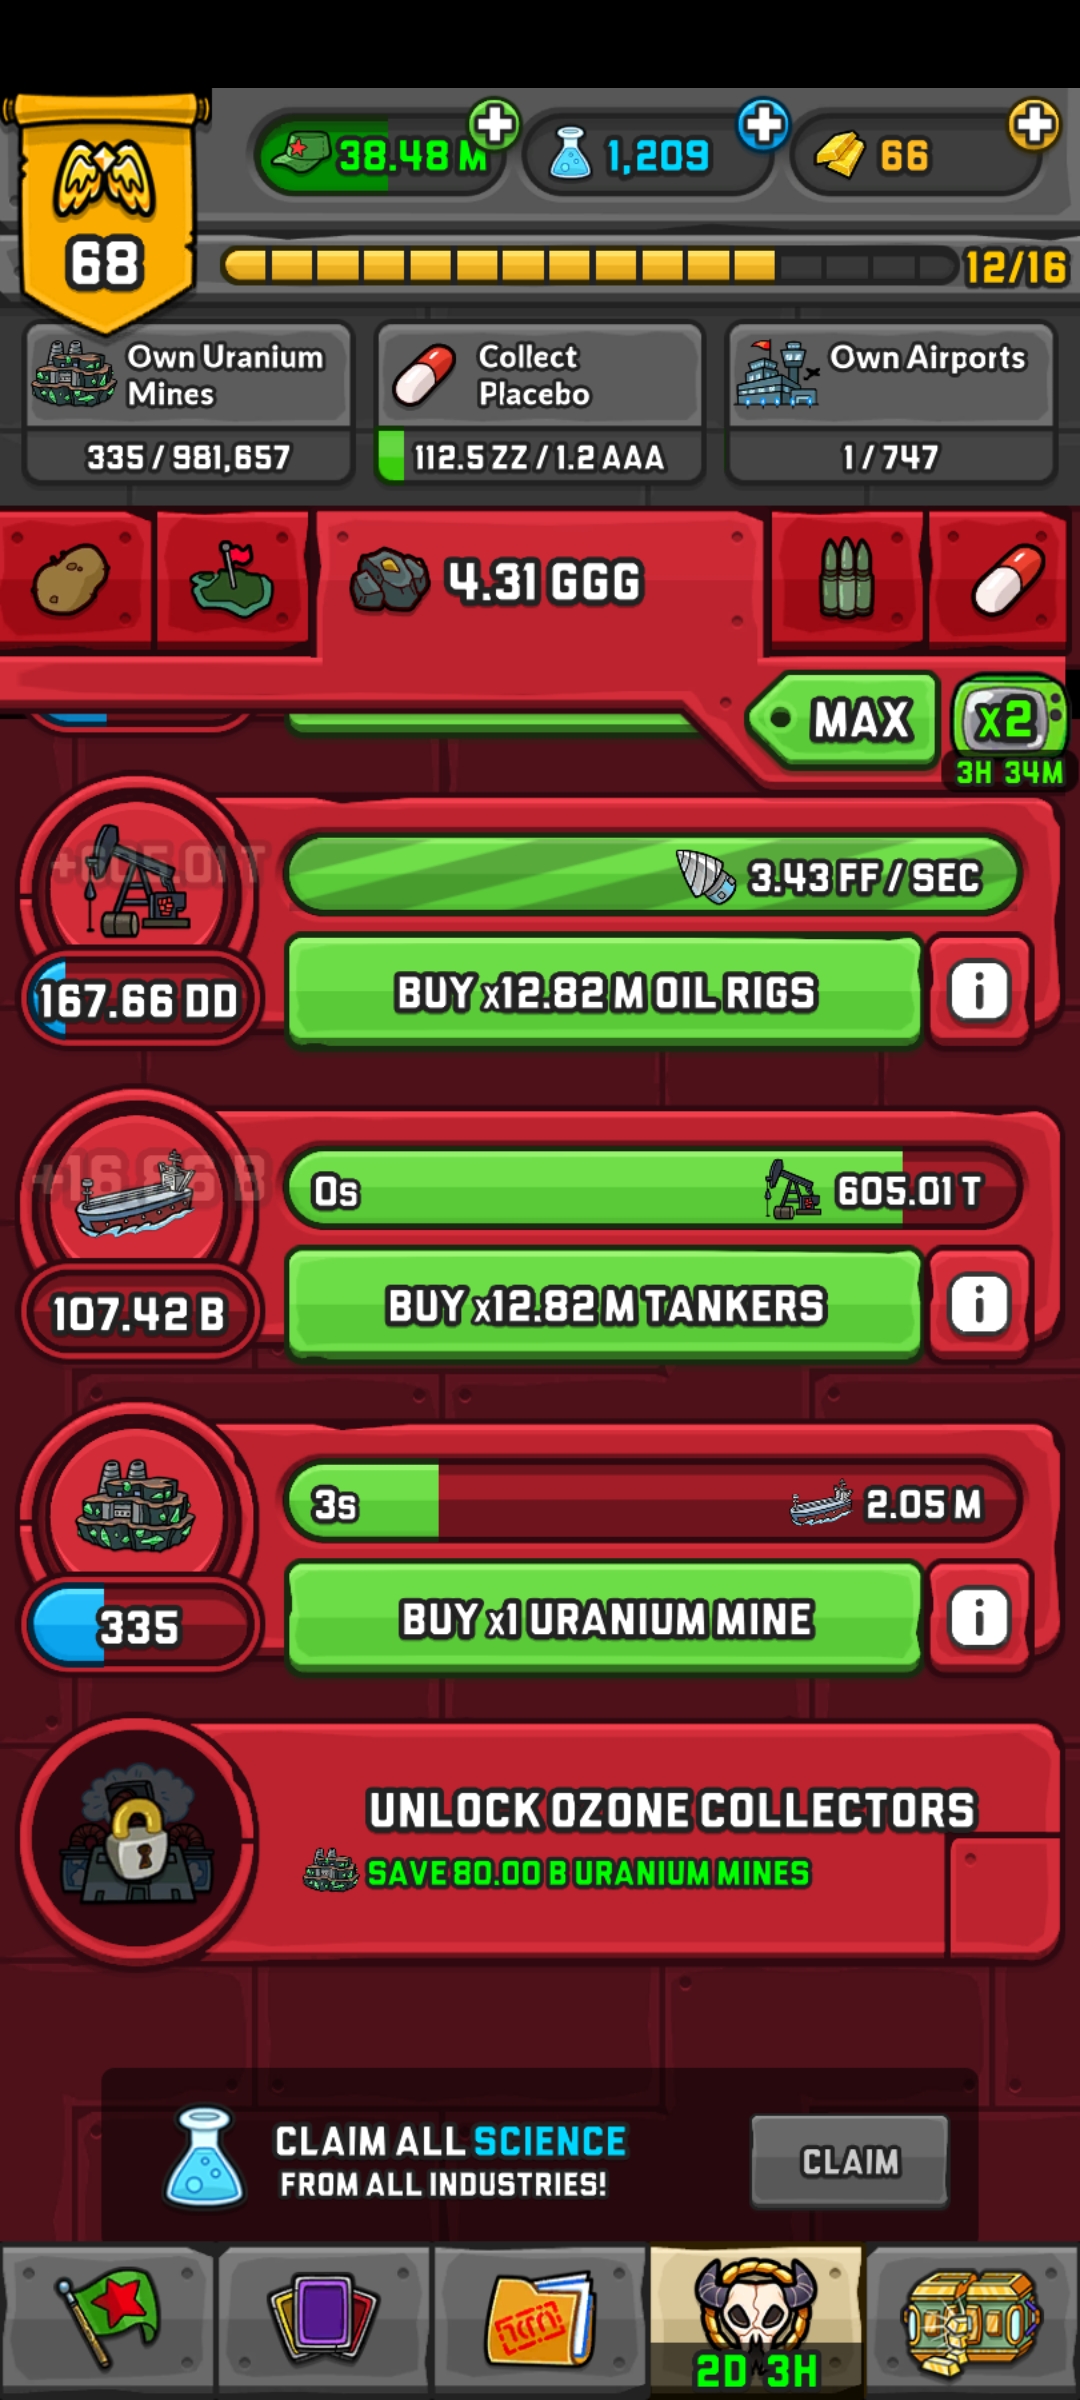 38.48 M
1,209
66
68
12/16
Own Uranium
Mines
335 / 981,657
Collect
Placebo
112.5 ZZ / 1.2 AAA
Own Airports
1 / 747
4.31 GGG
MAX
x2
3H 34M
+605.01 T
3.43 FF / SEC
167.66 DD
BUY x12.82 M OIL RIGS
i
0s
605.01 T
107.42 B
BUY x12.82 M TANKERS
i
3s
2.05 M
335
BUY x1 URANIUM MINE
i
UNLOCK OZONE COLLECTORS
SAVE 80.00 B URANIUM MINES
CLAIM ALL SCIENCE
FROM ALL INDUSTRIES!
CLAIM
2D 3H